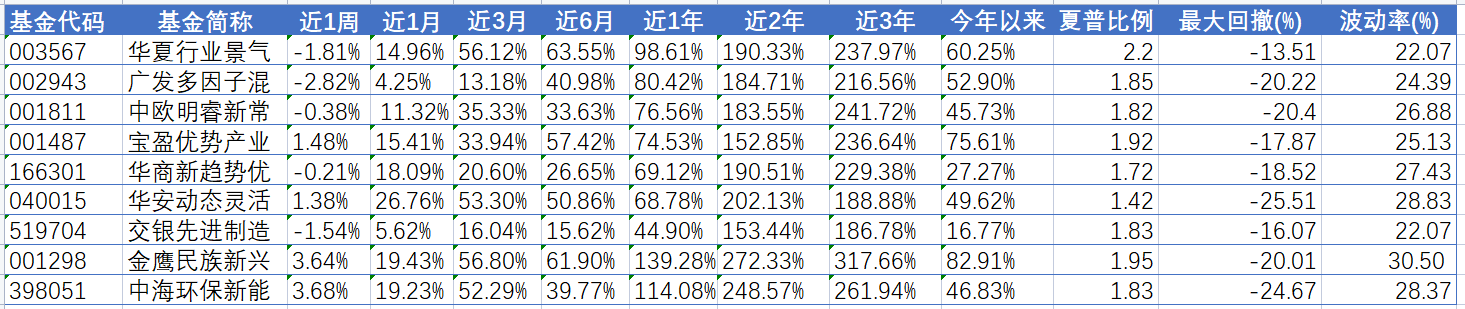 基金代码 基金简称 近1周 近1月 近3月 近6月 近1年 近2年 近3年 今年以来 夏普比例 最大回撤(%) 波动率(%)
003567 华夏行业景气 -1.81% 14.96% 56.12% 63.55% 98.61% 190.33% 237.97% 60.25% 2.2 -13.51 22.07
002943 广发多因子混 -2.82% 4.25% 13.18% 40.98% 80.42% 184.71% 216.56% 52.90% 1.85 -20.22 24.39
001811 中欧明睿新常 -0.38% 11.32% 35.33% 33.63% 76.56% 183.55% 241.72% 45.73% 1.82 -20.4 26.88
001487 宝盈优势产业 1.48% 15.41% 33.94% 57.42% 74.53% 152.85% 236.64% 75.61% 1.92 -17.87 25.13
166301 华商新趋势优 -0.21% 18.09% 20.60% 26.65% 69.12% 190.51% 229.38% 27.27% 1.72 -18.52 27.43
040015 华安动态灵活 1.38% 26.76% 53.30% 50.86% 68.78% 202.13% 188.88% 49.62% 1.42 -25.51 28.83
519704 交银先进制造 -1.54% 5.62% 16.04% 15.62% 44.90% 153.44% 186.78% 16.77% 1.83 -16.07 22.07
001298 金鹰民族新兴 3.64% 19.43% 56.80% 61.90% 139.28% 272.33% 317.66% 82.91% 1.95 -20.01 30.50
398051 中海环保新能 3.68% 19.23% 52.29% 39.77% 114.08% 248.57% 261.94% 46.83% 1.83 -24.67 28.37